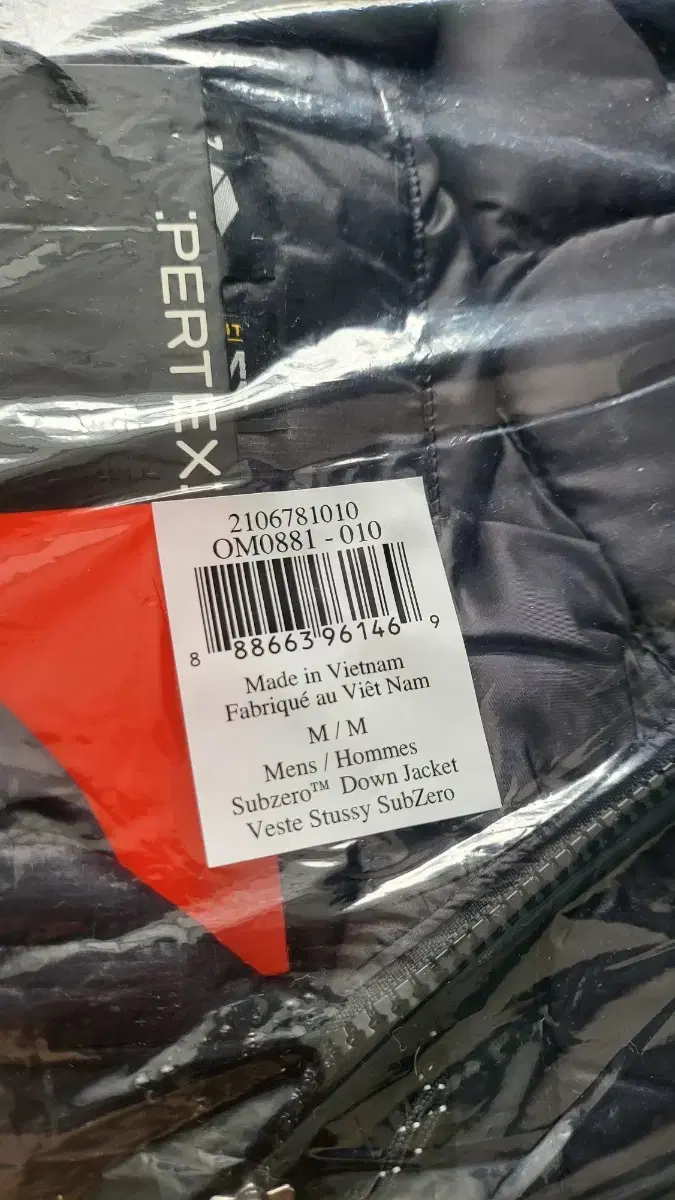 PERTEX
2106781010
OM0881 - 010
8 88663 96146 9
Made in Vietnam
Fabriqué au Viêt Nam
M / M
Mens / Hommes
Subzero™ Down Jacket
Veste Stussy SubZero